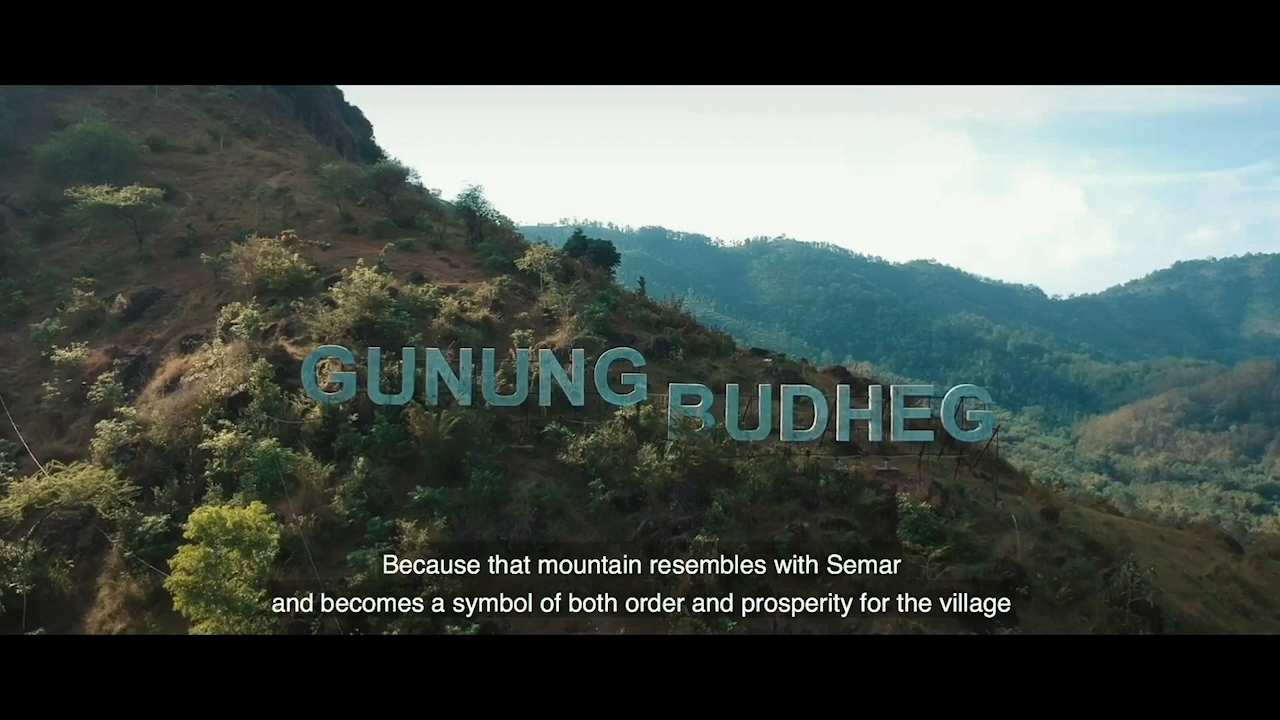 GUNUNG BUDHEG
Because that mountain resembles with Semar
and becomes a symbol of both order and prosperity for the village